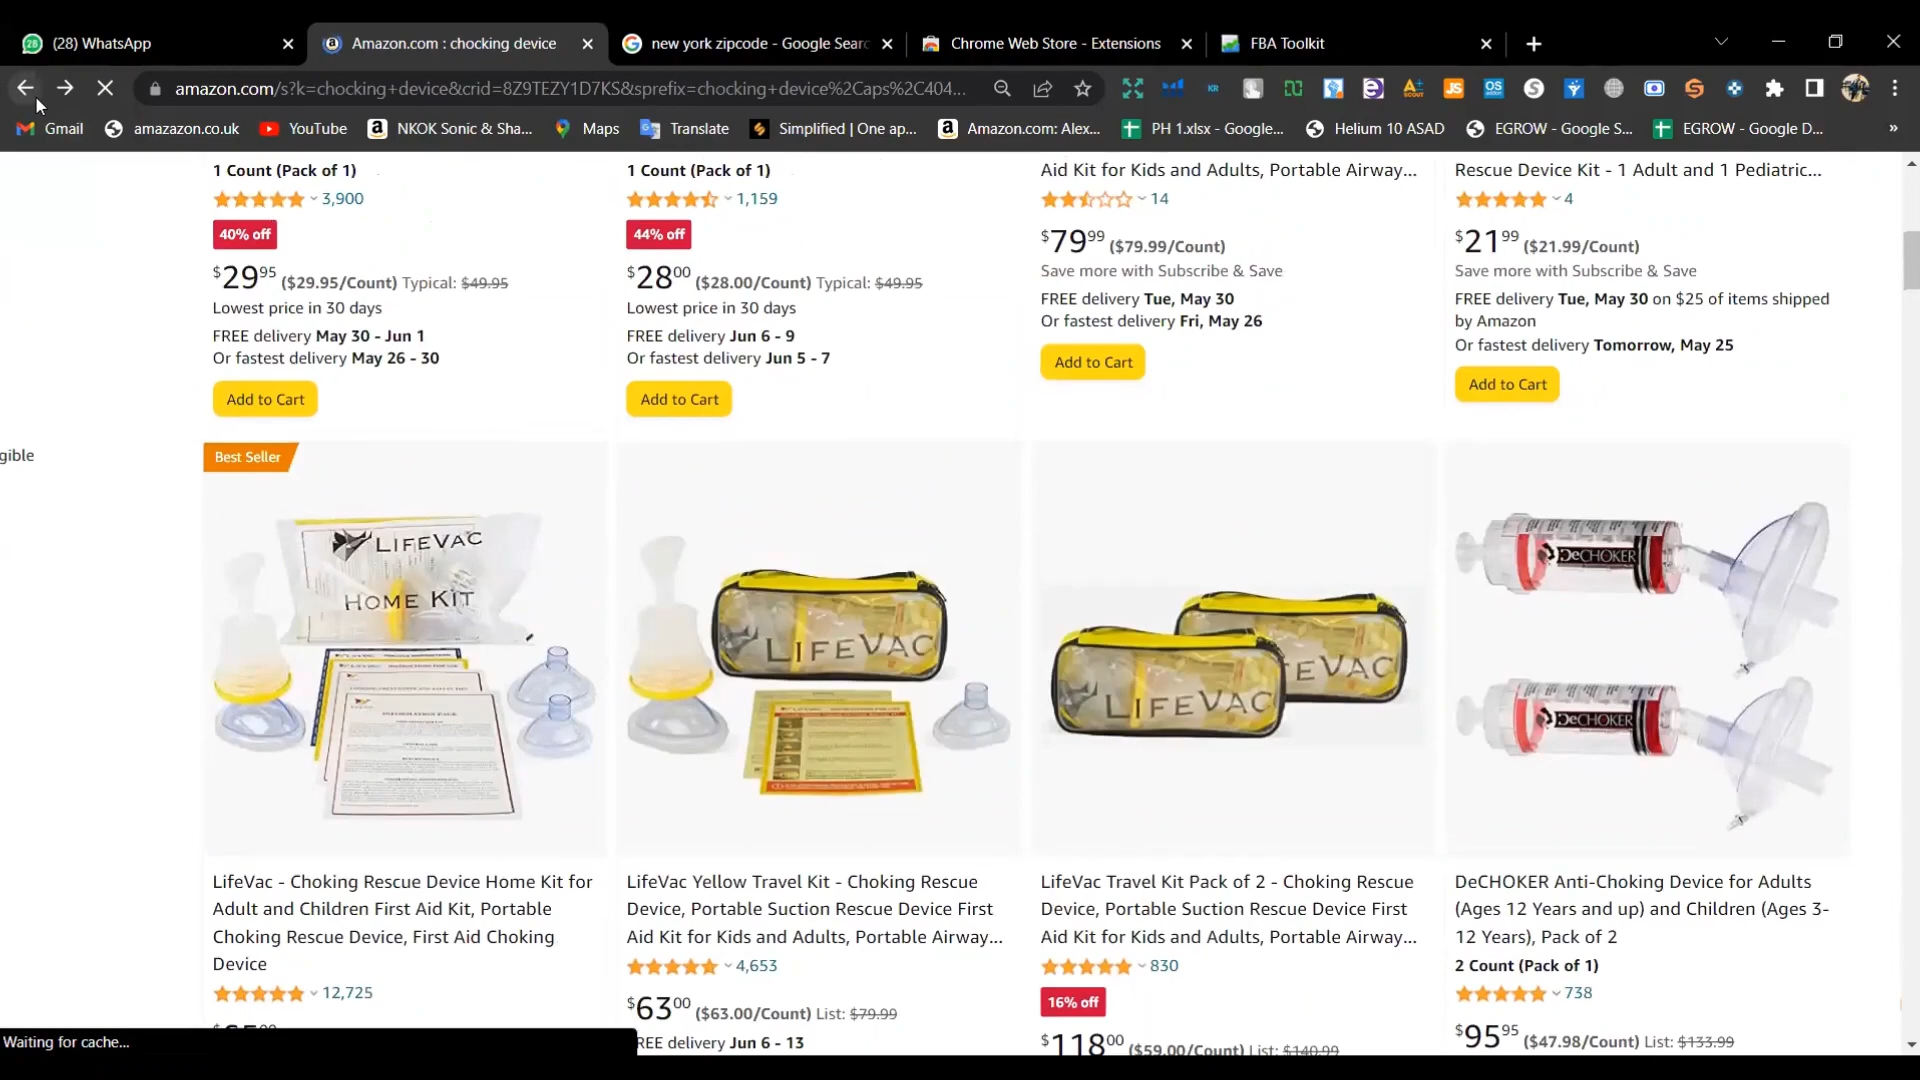 (28) WhatsApp
Amazon.com : chocking device
new york zipcode - Google Sear
Chrome Web Store - Extensions
FBA Toolkit
amazon.com/s?k=chocking+device&crid=8Z9TEZY1D7KS&sprefix=chocking+device%2Caps%2C404...
Gmail
amazazon.co.uk
YouTube
NKOK Sonic & Sha...
Maps
Translate
Simplified | One ap...
Amazon.com: Alex...
PH 1.xlsx - Google...
Helium 10 ASAD
EGROW - Google S...
EGROW - Google D...
»
1 Count (Pack of 1)
3,900
40% off
$29.95 ($29.95/Count) Typical: $49.95
Lowest price in 30 days
FREE delivery May 30 - Jun 1
Or fastest delivery May 26 - 30
Add to Cart
1 Count (Pack of 1)
1,159
44% off
$28.00 ($28.00/Count) Typical: $49.95
Lowest price in 30 days
FREE delivery Jun 6 - 9
Or fastest delivery Jun 5 - 7
Add to Cart
Aid Kit for Kids and Adults, Portable Airway...
14
$79.99 ($79.99/Count)
Save more with Subscribe & Save
FREE delivery Tue, May 30
Or fastest delivery Fri, May 26
Add to Cart
Rescue Device Kit - 1 Adult and 1 Pediatric...
4
$21.99 ($21.99/Count)
Save more with Subscribe & Save
FREE delivery Tue, May 30 on $25 of items shipped
by Amazon
Or fastest delivery Tomorrow, May 25
Add to Cart
gible
Best Seller
LIFEVAC
HOME KIT
LIFEVAC
LIFEVAC
DeCHOKER
DeCHOKER
LifeVac - Choking Rescue Device Home Kit for
Adult and Children First Aid Kit, Portable
Choking Rescue Device, First Aid Choking
Device
12,725
LifeVac Yellow Travel Kit - Choking Rescue
Device, Portable Suction Rescue Device First
Aid Kit for Kids and Adults, Portable Airway...
4,653
$63.00 ($63.00/Count) List: $79.99
REE delivery Jun 6 - 13
LifeVac Travel Kit Pack of 2 - Choking Rescue
Device, Portable Suction Rescue Device First
Aid Kit for Kids and Adults, Portable Airway...
830
16% off
$118.00 ($59.00/Count) List: $140.99
DeCHOKER Anti-Choking Device for Adults
(Ages 12 Years and up) and Children (Ages 3-
12 Years), Pack of 2
2 Count (Pack of 1)
738
$95.95 ($47.98/Count) List: $133.99
Waiting for cache...